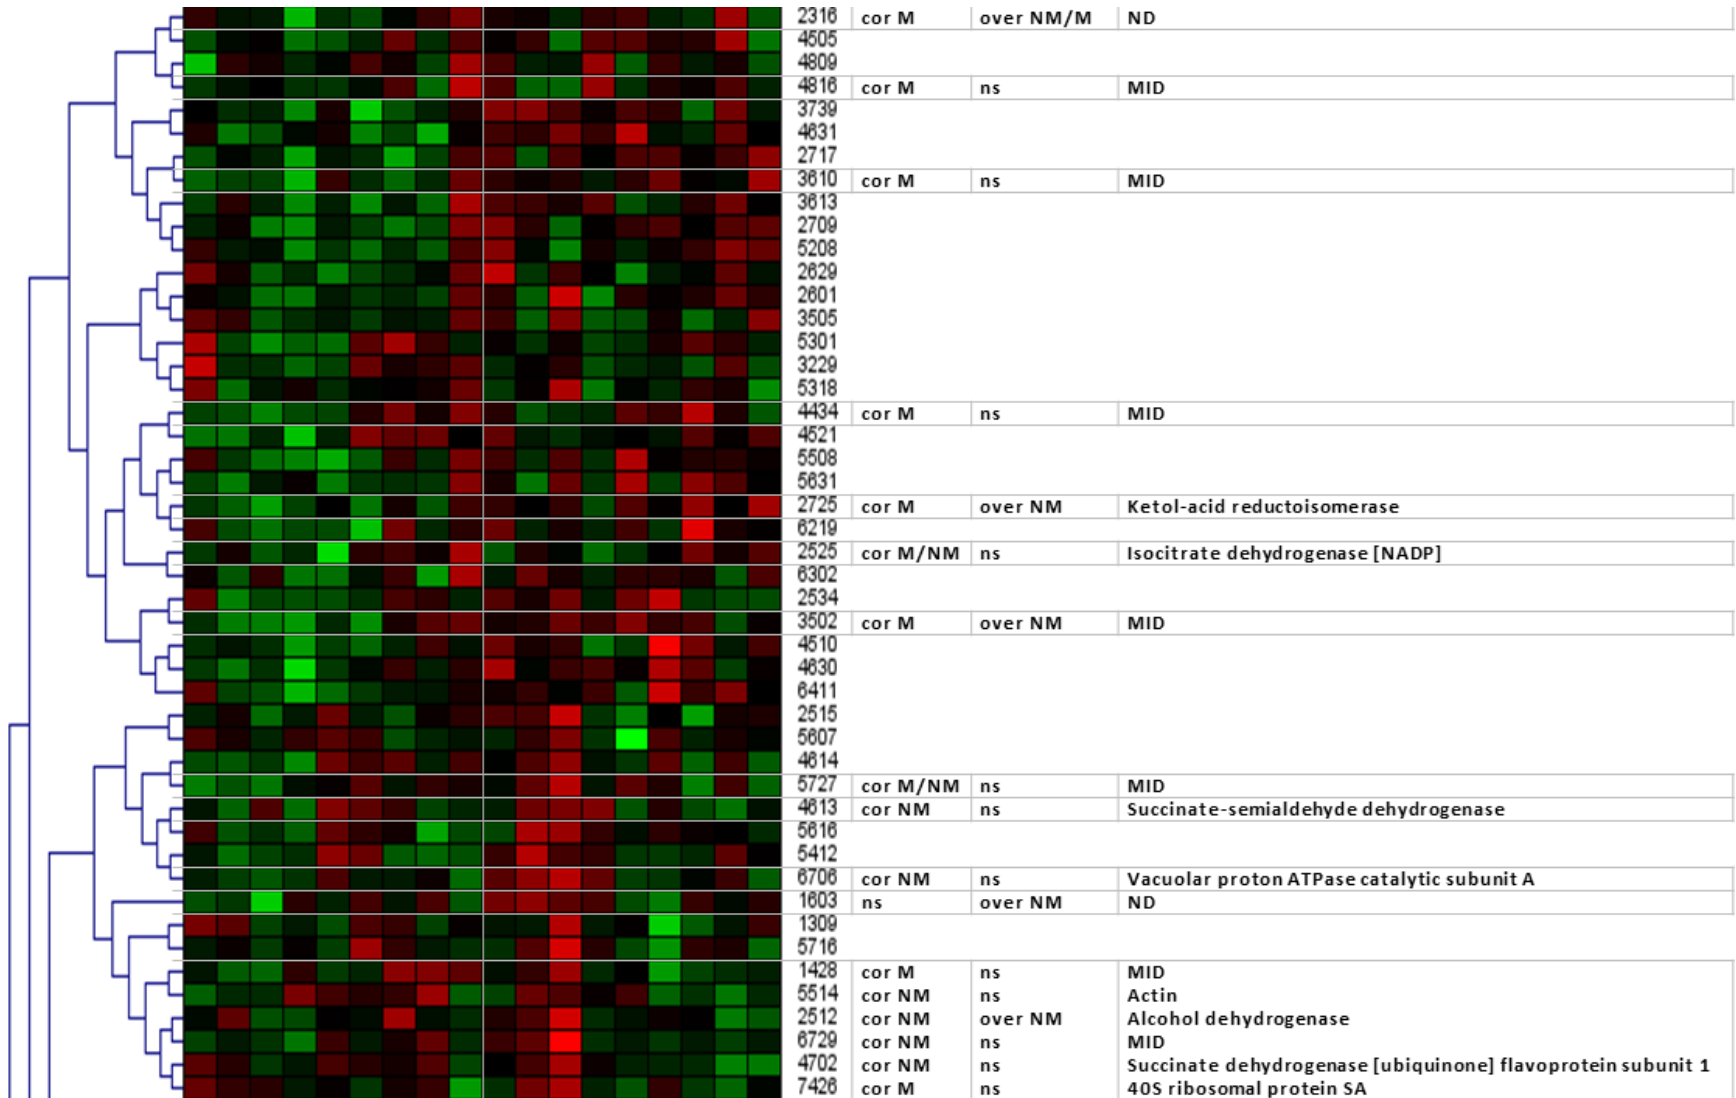 2316 cor M over NM/M ND
4505
4809
4816 cor M ns MID
3739
4631
2717
3610 cor M ns MID
3613
2709
5208
2629
2601
3505
5301
3229
5318
4434 cor M ns MID
4521
5508
5631
2725 cor M over NM Ketol-acid reductoisomerase
6219
2525 cor M/NM ns Isocitrate dehydrogenase [NADP]
6302
2534
3502 cor M over NM MID
4510
4630
6411
2515
5607
4614
5727 cor M/NM ns MID
4613 cor NM ns Succinate-semialdehyde dehydrogenase
5616
5412
6706 cor NM ns Vacuolar proton ATPase catalytic subunit A
1603 ns over NM ND
1309
5716
1428 cor M ns MID
5514 cor NM ns Actin
2512 cor NM over NM Alcohol dehydrogenase
6729 cor NM ns MID
4702 cor NM ns Succinate dehydrogenase [ubiquinone] flavoprotein subunit 1
7426 cor M ns 40S ribosomal protein SA